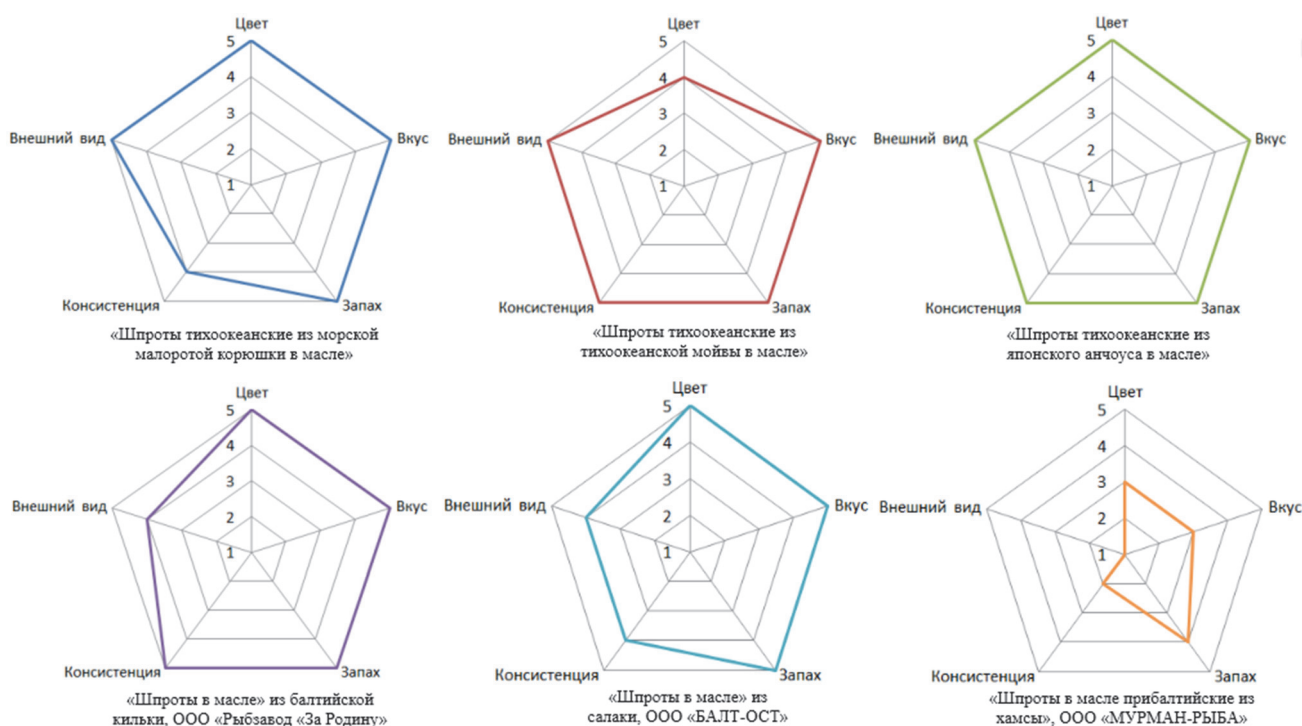 Цвет
5
4
3
2
1
Внешний вид
Вкус
Консистенция
Запах
«Шпроты тихоокеанские из морской
малоротой корюшки в масле»
Цвет
5
4
3
2
1
Внешний вид
Вкус
Консистенция
Запах
«Шпроты тихоокеанские из
тихоокеанской мойвы в масле»
Цвет
5
4
3
2
1
Внешний вид
Вкус
Консистенция
Запах
«Шпроты тихоокеанские из
японского анчоуса в масле»
Цвет
5
4
3
2
1
Внешний вид
Вкус
Консистенция
Запах
«Шпроты в масле» из балтийской
кильки, ООО «Рыбзавод «За Родину»
Цвет
5
4
3
2
1
Внешний вид
Вкус
Консистенция
Запах
«Шпроты в масле» из
салаки, ООО «БАЛТ-ОСТ»
Цвет
5
4
3
2
1
Внешний вид
Вкус
Консистенция
Запах
«Шпроты в масле прибалтийские из
хамсы», ООО «МУРМАН-РЫБА»